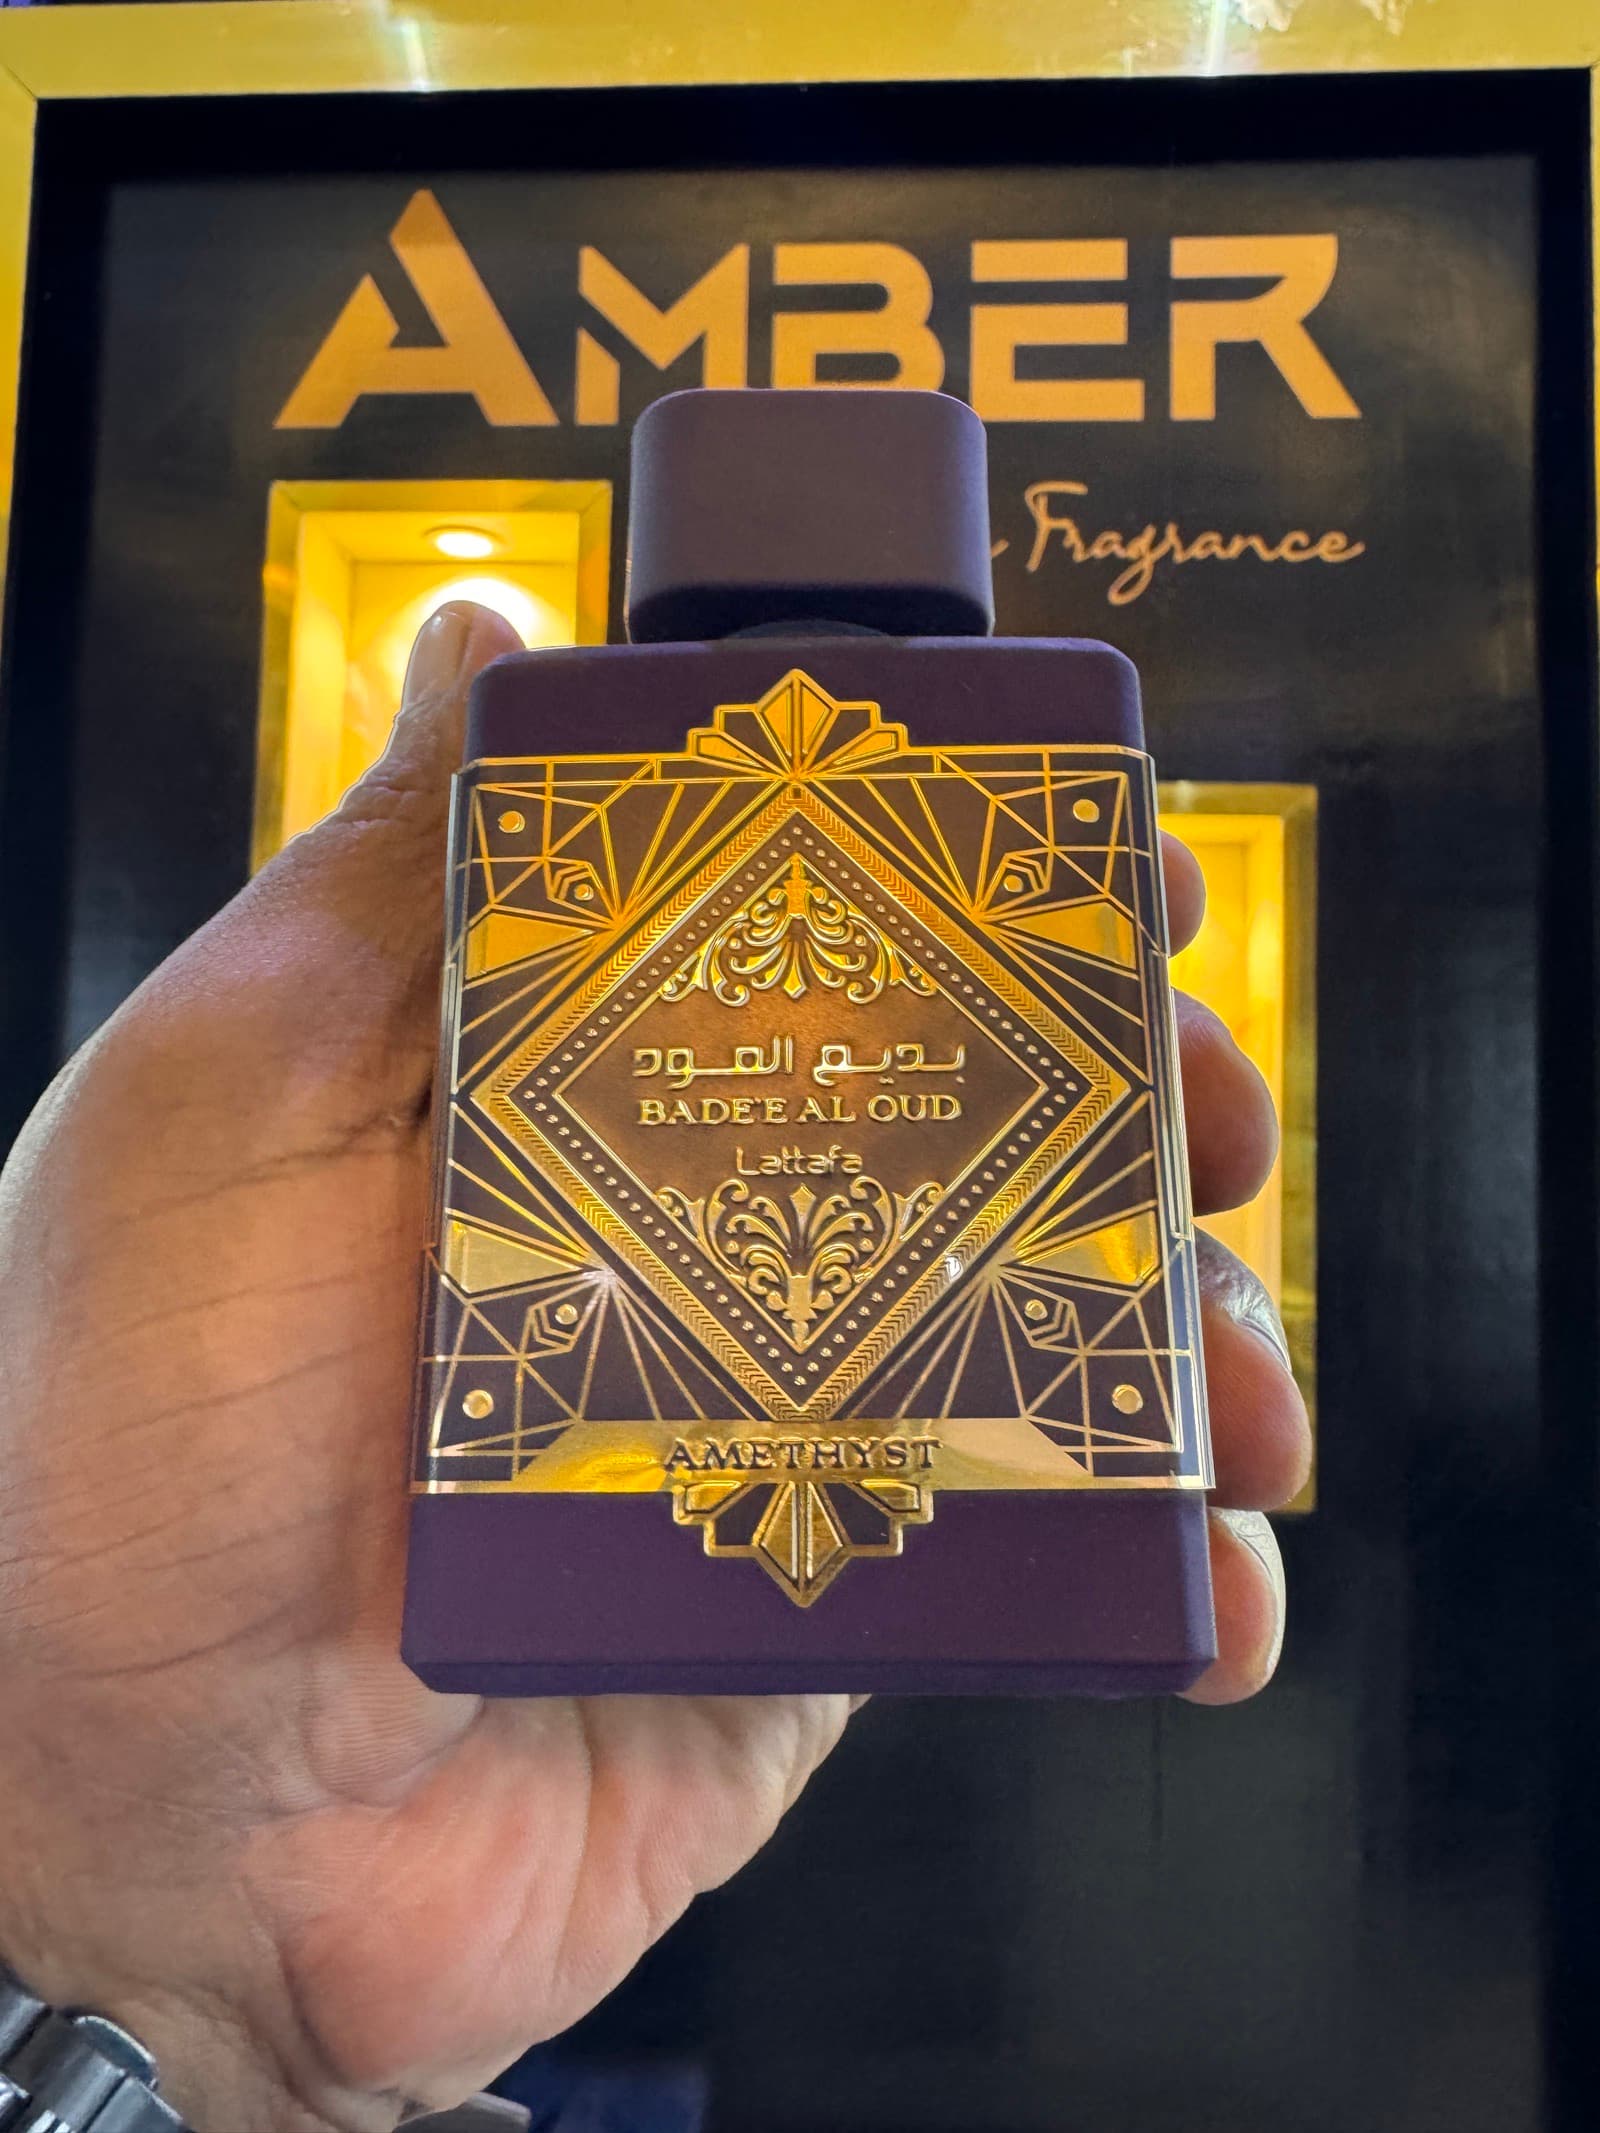 AMBER
Fragrance
بديع العود
BADE'E AL OUD
Lattafa
AMETHYST